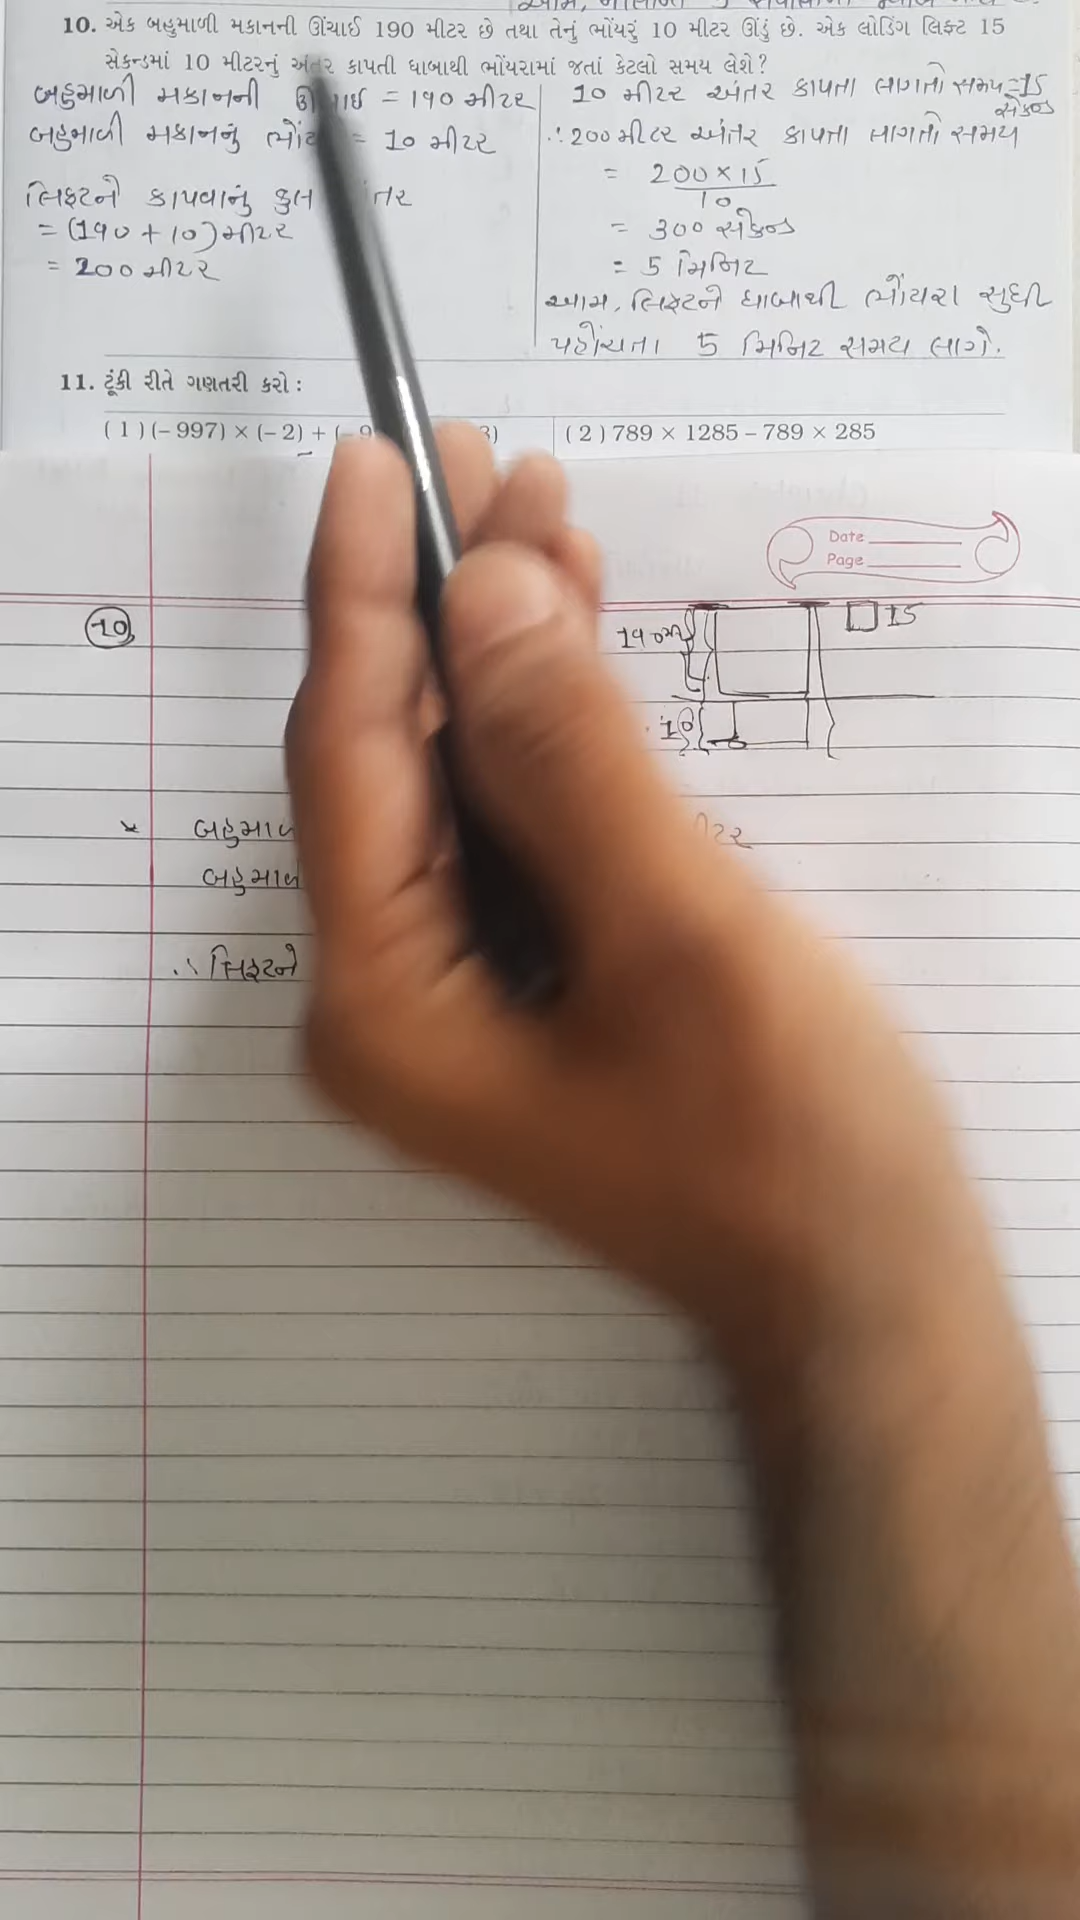 10. એક બહુમાળી મકાનની ઊંચાઈ 190 મીટર છે તથા તેનું ભોંયરું 10 મીટર ઊંડું છે. એક લોડિંગ લિફ્ટ 15
સેકન્ડમાં 10 મીટરનું અંતર કાપતી ધાબાથી ભોંયરામાં જતાં કેટલો સમય લેશે?
બહુમાળી મકાનની = 190 મીટર
બહુમાળી મકાનનું = 10 મીટર
લિફ્ટને કાપવાનું કુલ
= (190 + 10) મીટર
= 200 મીટર
10 મીટર અંતર કાપતા લાગતો સમય = 15
સેકન્ડ
∴ 200 મીટર અંતર કાપતા લાગતો સમય
= 200 × 15
10
= 300 સેકન્ડ
= 5 મિનિટ
આમ, લિફ્ટને ધાબાથી ભોંયરા સુધી
પહોંચતા 5 મિનિટ સમય લાગે.
11. ટૂંકી રીતે ગણતરી કરો :
(1) (– 997) × (– 2) + (– 9 3)
(2) 789 × 1285 – 789 × 285
Date
Page
10
190મી
15
10
બહુમાળ
મીટર
બહુમાળ
∴ લિફ્ટને